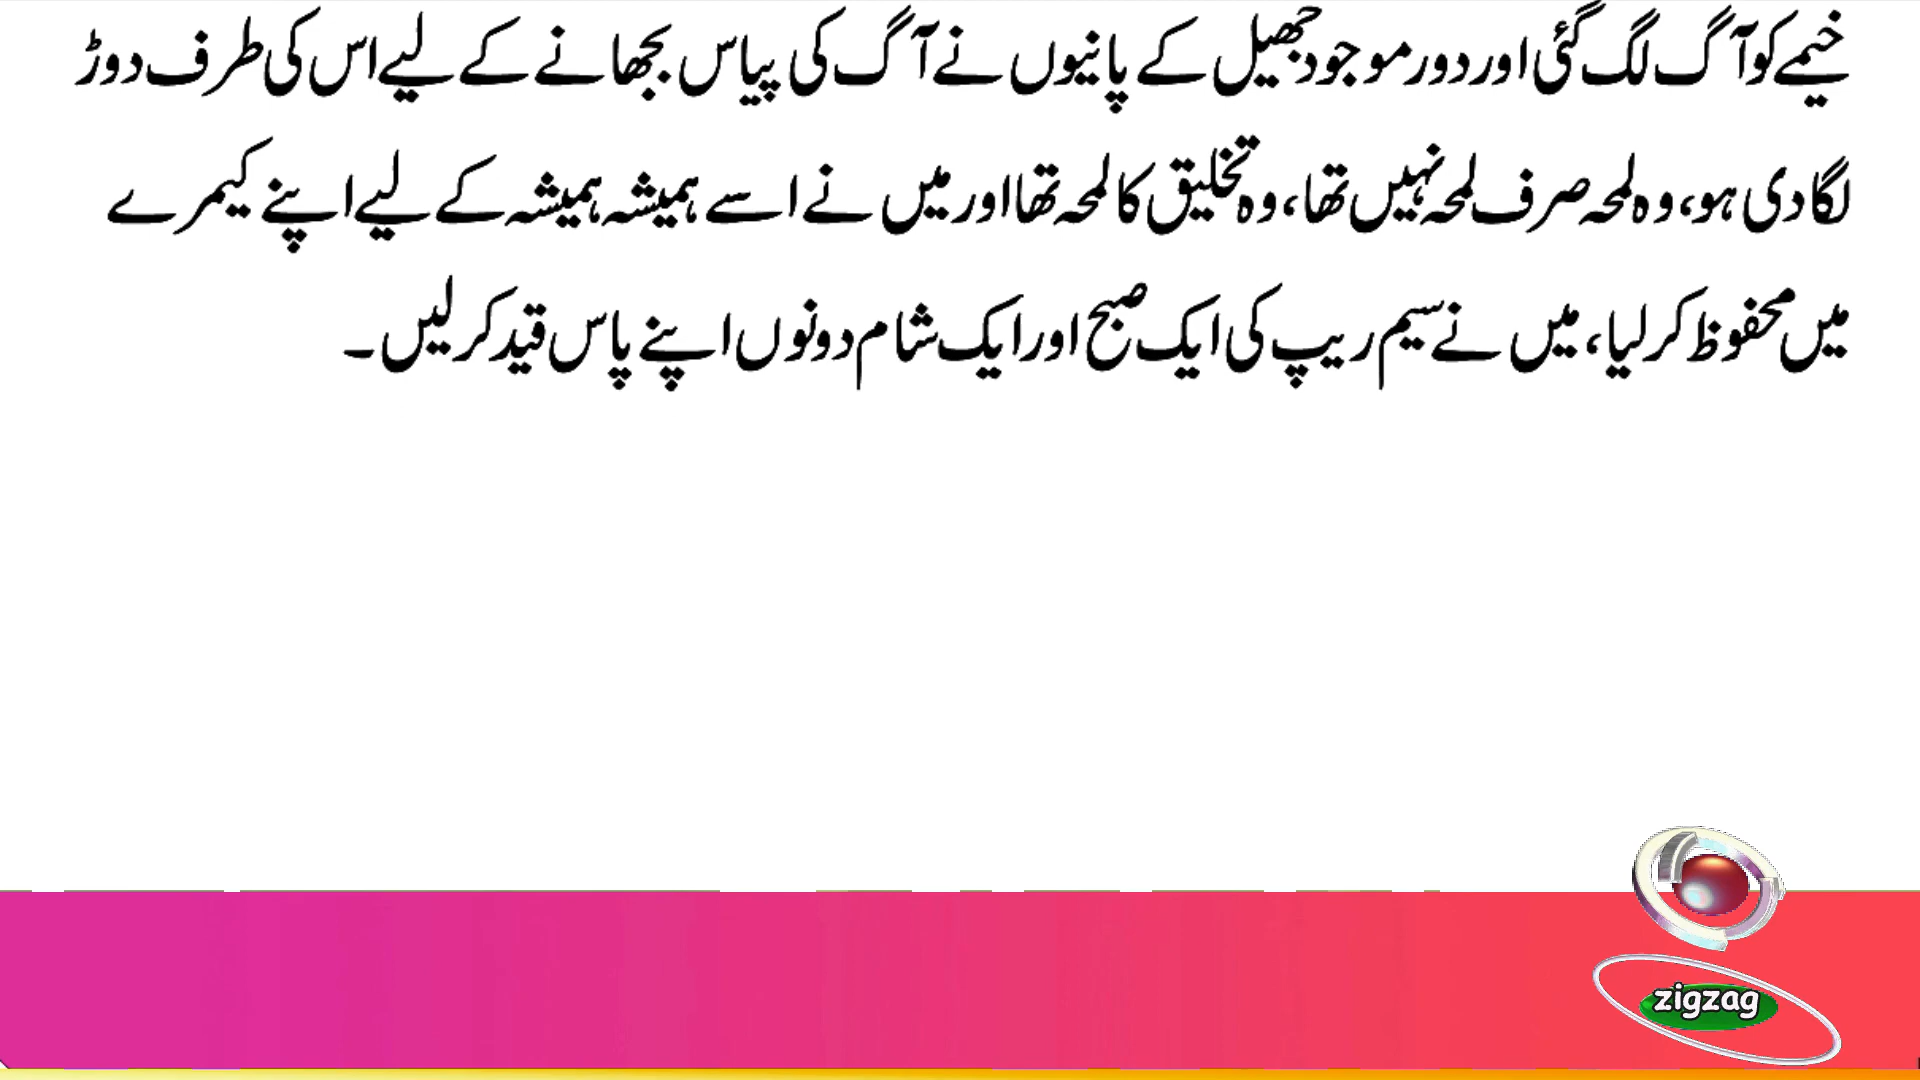 خیمے کو آگ لگ گئی اور دور موجود جھیل کے پانیوں نے آگ کی پیاس بجھانے کے لیے اس کی طرف دوڑ
لگا دی ہو، وہ لمحہ صرف لمحہ نہیں تھا، وہ تخلیق کا لمحہ تھا اور میں نے اسے ہمیشہ ہمیشہ کے لیے اپنے کیمرے
میں محفوظ کر لیا، میں نے سیم ریپ کی ایک صبح اور ایک شام دونوں اپنے پاس قید کر لیں۔
zigzag